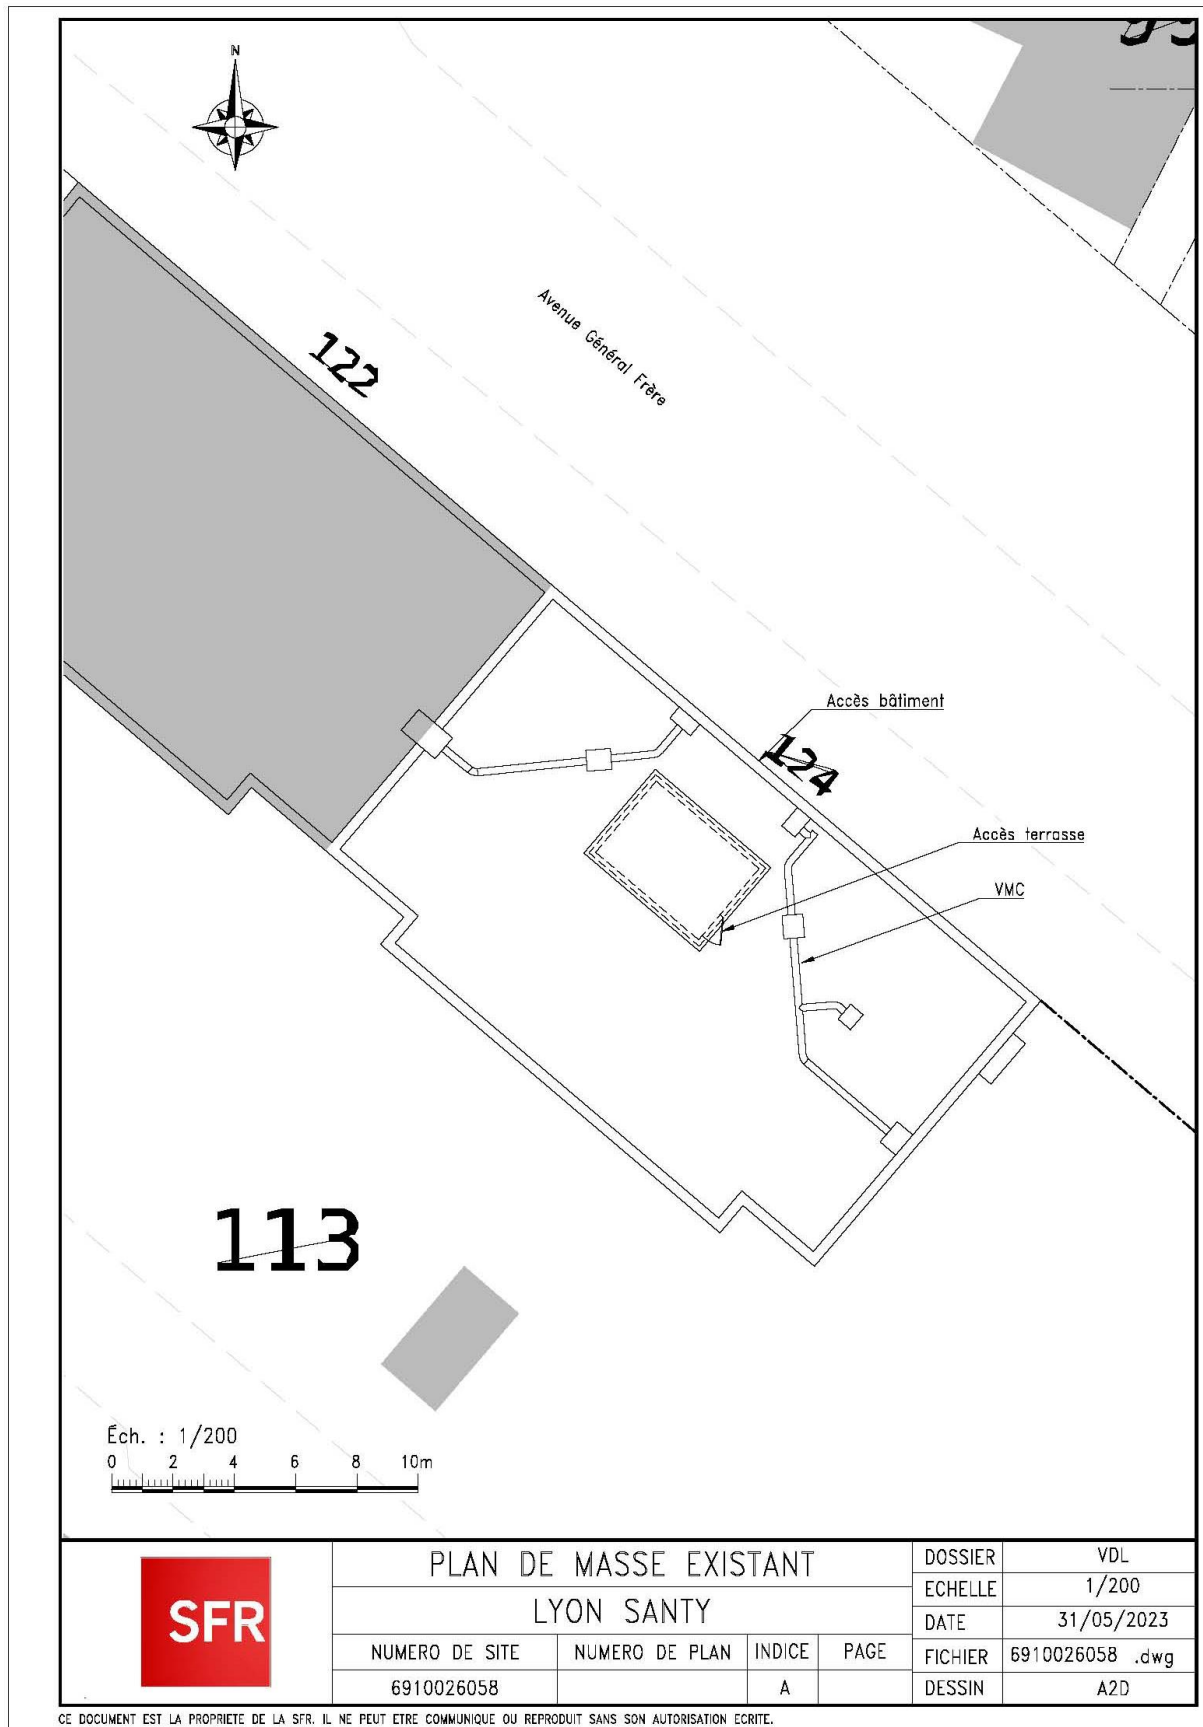 N
122
Avenue Général Frère
Accès bâtiment
124
Accès terrasse
VMC
113
Éch. : 1/200
0 2 4 6 8 10m
SFR
PLAN DE MASSE EXISTANT
LYON SANTY
NUMERO DE SITE NUMERO DE PLAN INDICE PAGE
6910026058 A
DOSSIER VDL
ECHELLE 1/200
DATE 31/05/2023
FICHIER 6910026058 .dwg
DESSIN A2D
CE DOCUMENT EST LA PROPRIETE DE LA SFR. IL NE PEUT ETRE COMMUNIQUE OU REPRODUIT SANS SON AUTORISATION ECRITE.